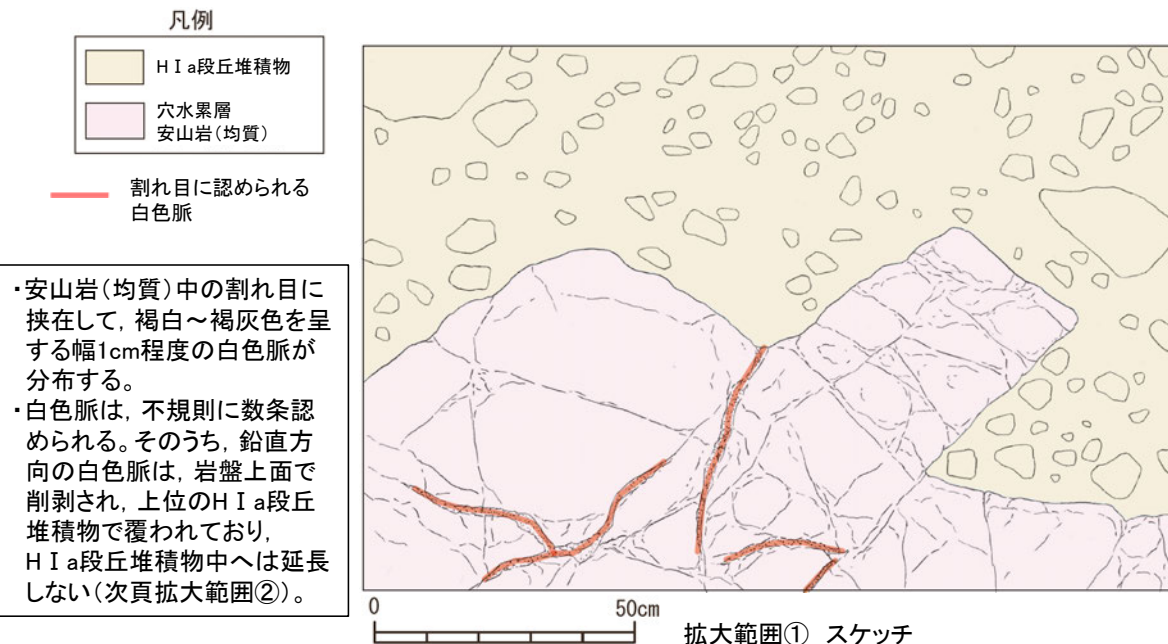 凡例
HⅠa段丘堆積物
穴水累層
安山岩(均質)
割れ目に認められる
白色脈
・安山岩(均質)中の割れ目に
挟在して,褐白～褐灰色を呈
する幅1cm程度の白色脈が
分布する。
・白色脈は,不規則に数条認
められる。そのうち,鉛直方
向の白色脈は,岩盤上面で
削剥され,上位のHⅠa段丘
堆積物で覆われており,
HⅠa段丘堆積物中へは延長
しない(次頁拡大範囲②)。
0 50cm
拡大範囲① スケッチ